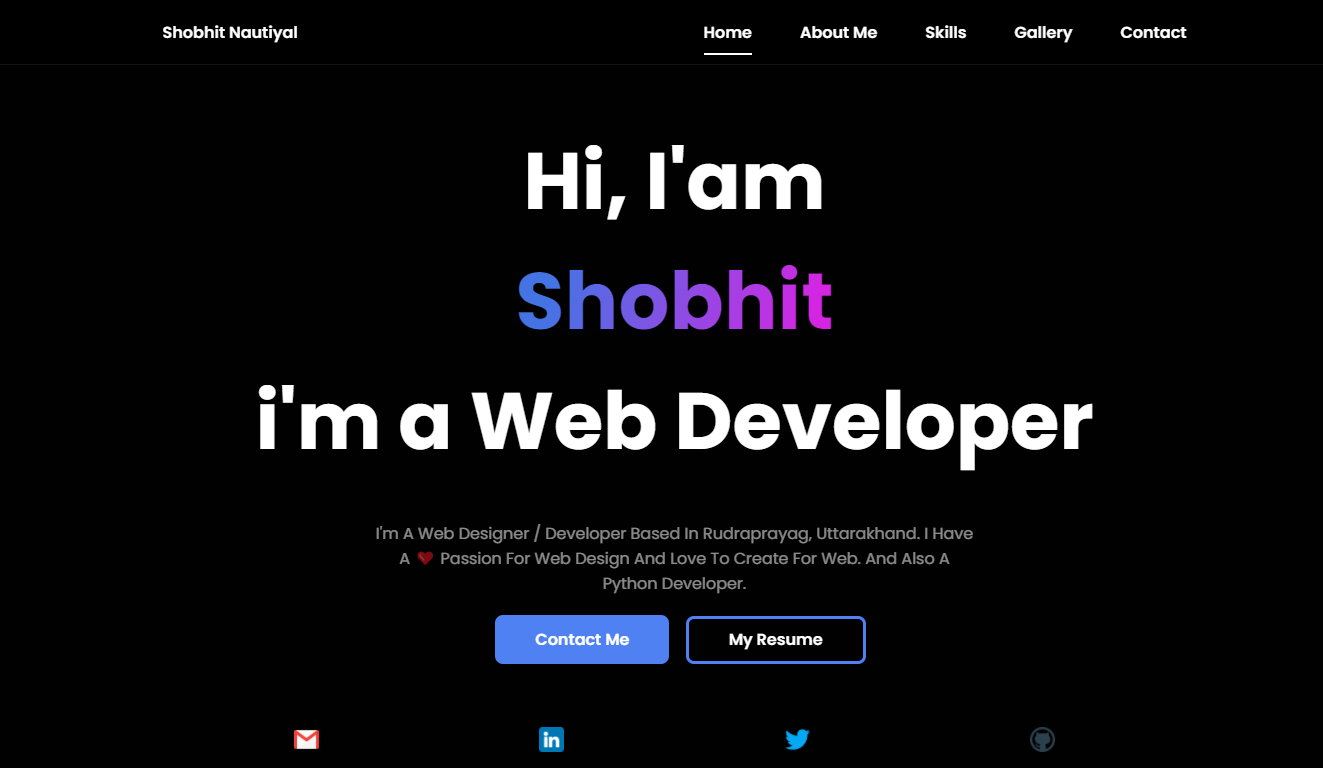 Shobhit Nautiyal Home About Me Skills Gallery Contact
Hi, I'am
Shobhit
i'm a Web Developer
I'm A Web Designer / Developer Based In Rudraprayag, Uttarakhand. I Have
A ❤ Passion For Web Design And Love To Create For Web. And Also A
Python Developer.
Contact Me My Resume
in